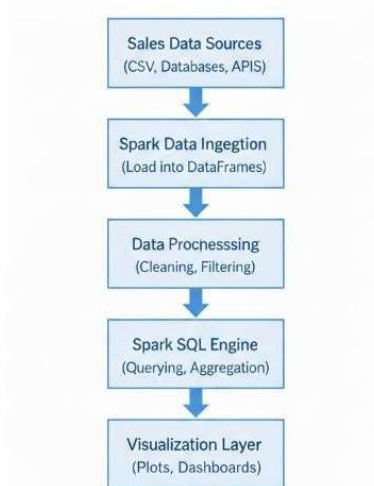 Sales Data Sources
(CSV, Databases, APIS)
Spark Data Ingegtion
(Load into DataFrames)
Data Prochesssing
(Cleaning, Filtering)
Spark SQL Engine
(Querying, Aggregation)
Visualization Layer
(Plots, Dashboards)